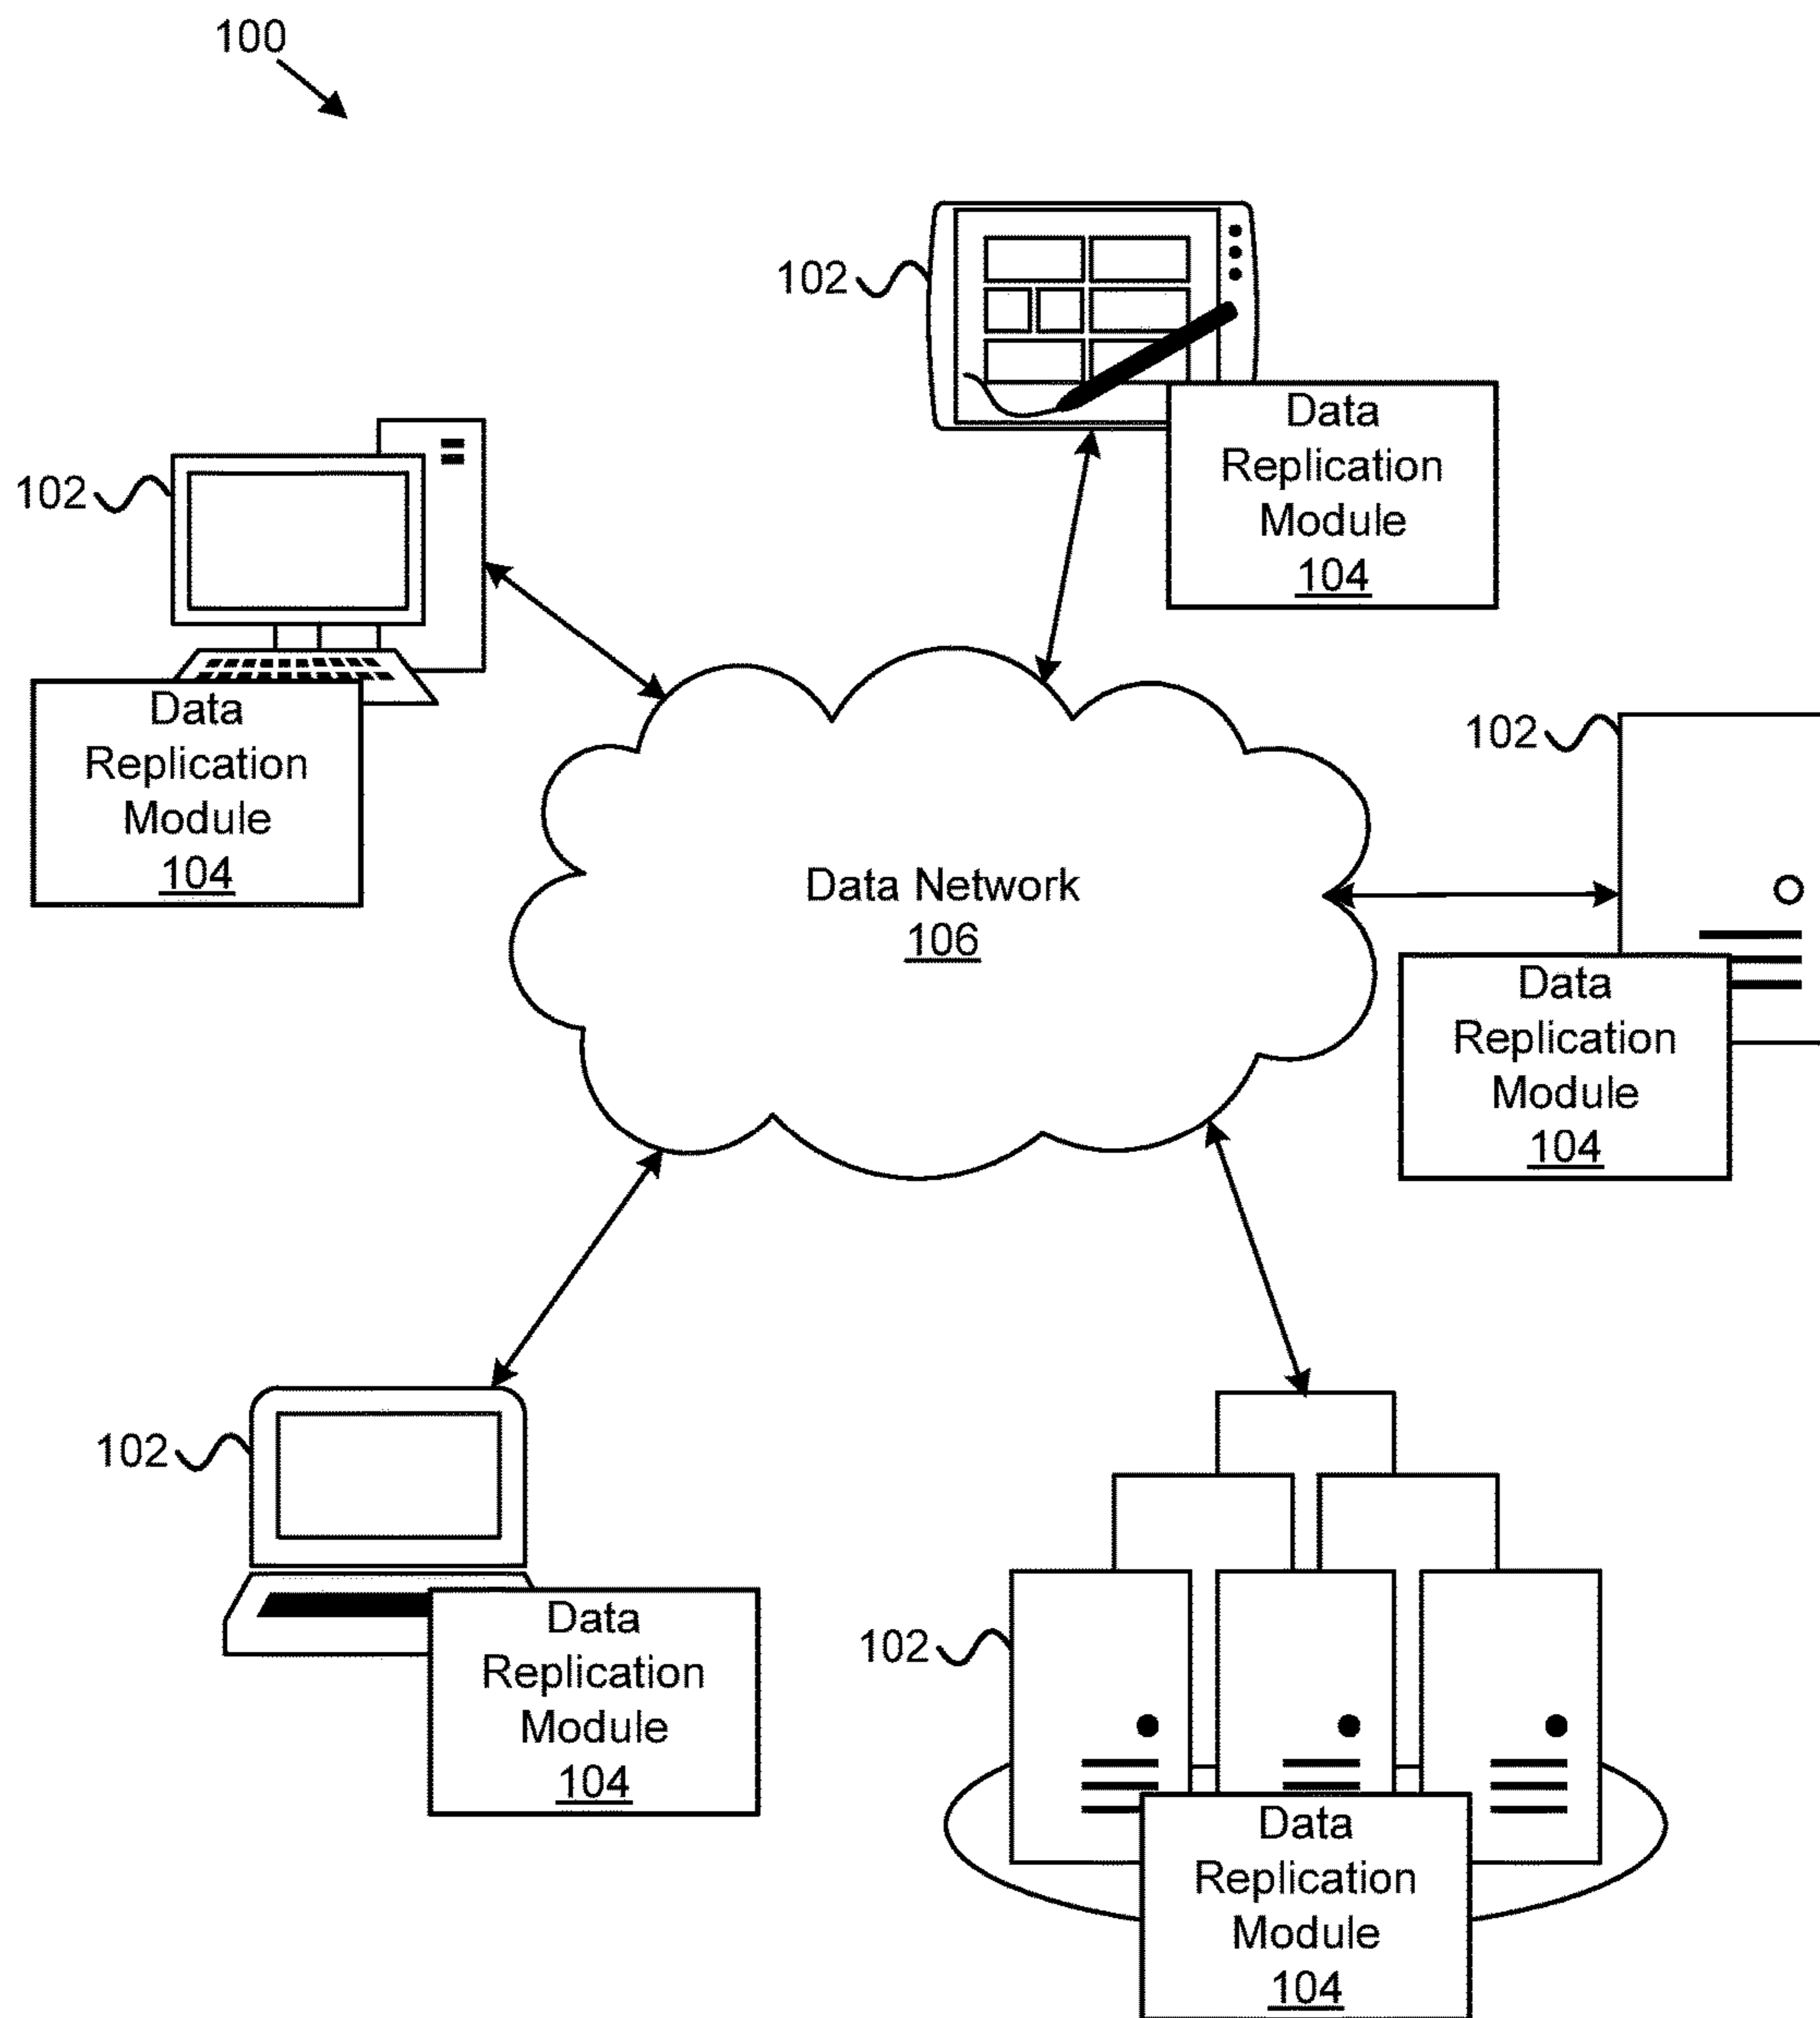 100
102
Data
Replication
Module
104
102
Data
Replication
Module
104
102
Data
Replication
Module
104
Data Network
106
102
Data
Replication
Module
104
102
Data
Replication
Module
104